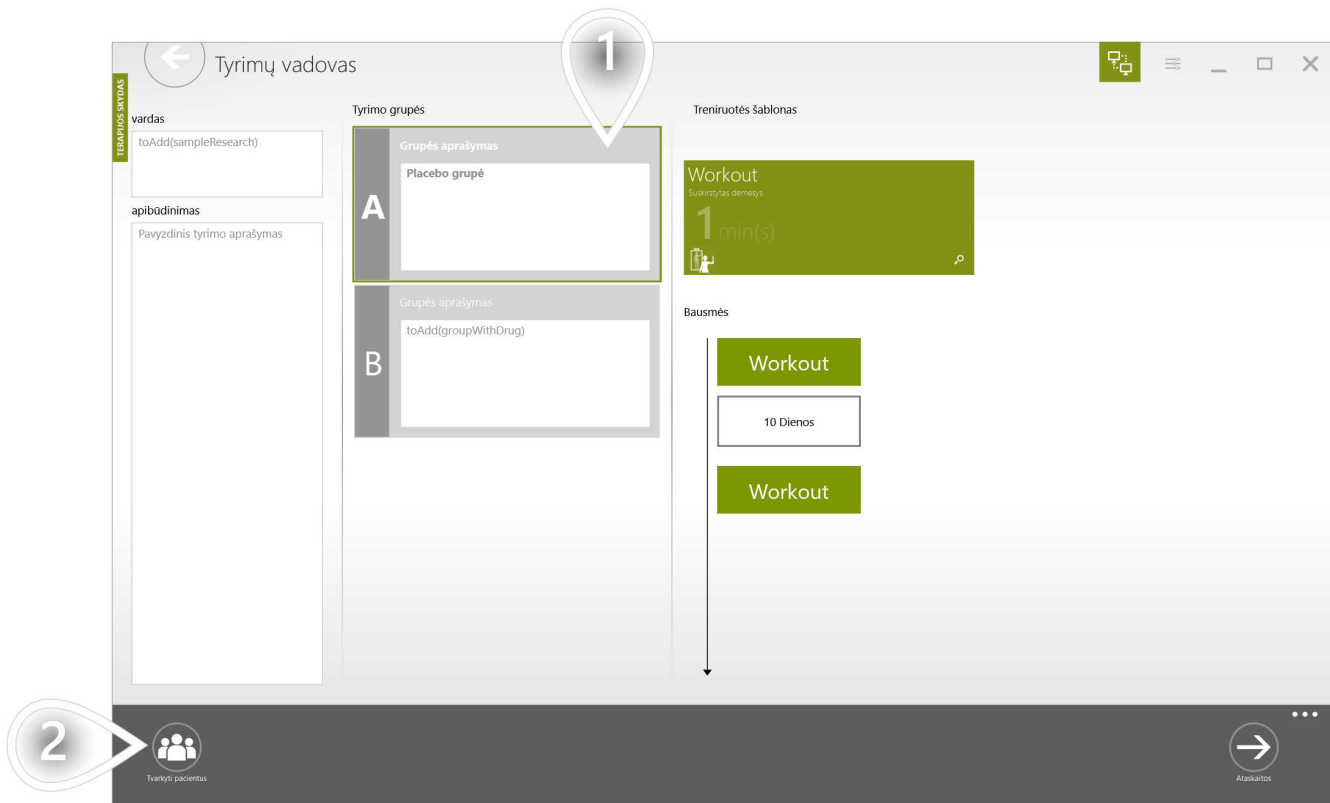 1
Tyrimų vadovas
TERAPIJOS SKYDAS
vardas
toAdd(sampleResearch)
apibūdinimas
Pavyzdinis tyrimo aprašymas
Tyrimo grupės
A
Grupės aprašymas
Placebo grupė
B
Grupės aprašymas
toAdd(groupWithDrug)
Treniruotės šablonas
Workout
Suskirstytas dėmesys
1 min(s)
Bausmės
Workout
10 Dienos
Workout
2
Tvarkyti pacientus
Ataskaitos